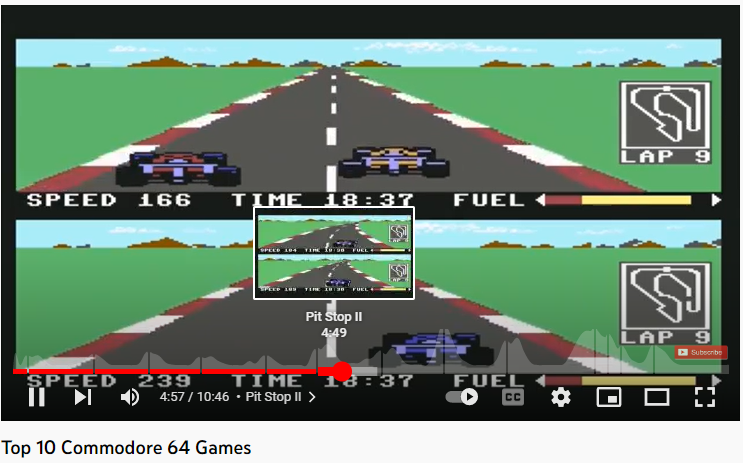 LAP 9
SPEED 166 TIME 18:37 FUEL
Pit Stop II
4:49
LAP 9
Subscribe
SPEED 239 TIME 18:37 FUEL
4:57 / 10:46 • Pit Stop II
CC
Top 10 Commodore 64 Games